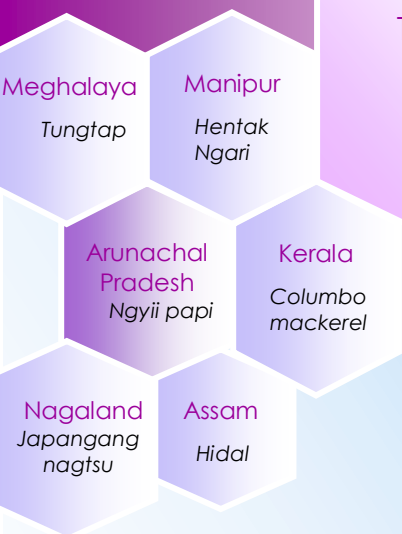 Meghalaya
Tungtap
Manipur
Hentak
Ngari
Arunachal
Pradesh
Ngyii papi
Kerala
Columbo
mackerel
Nagaland
Japangang
nagtsu
Assam
Hidal